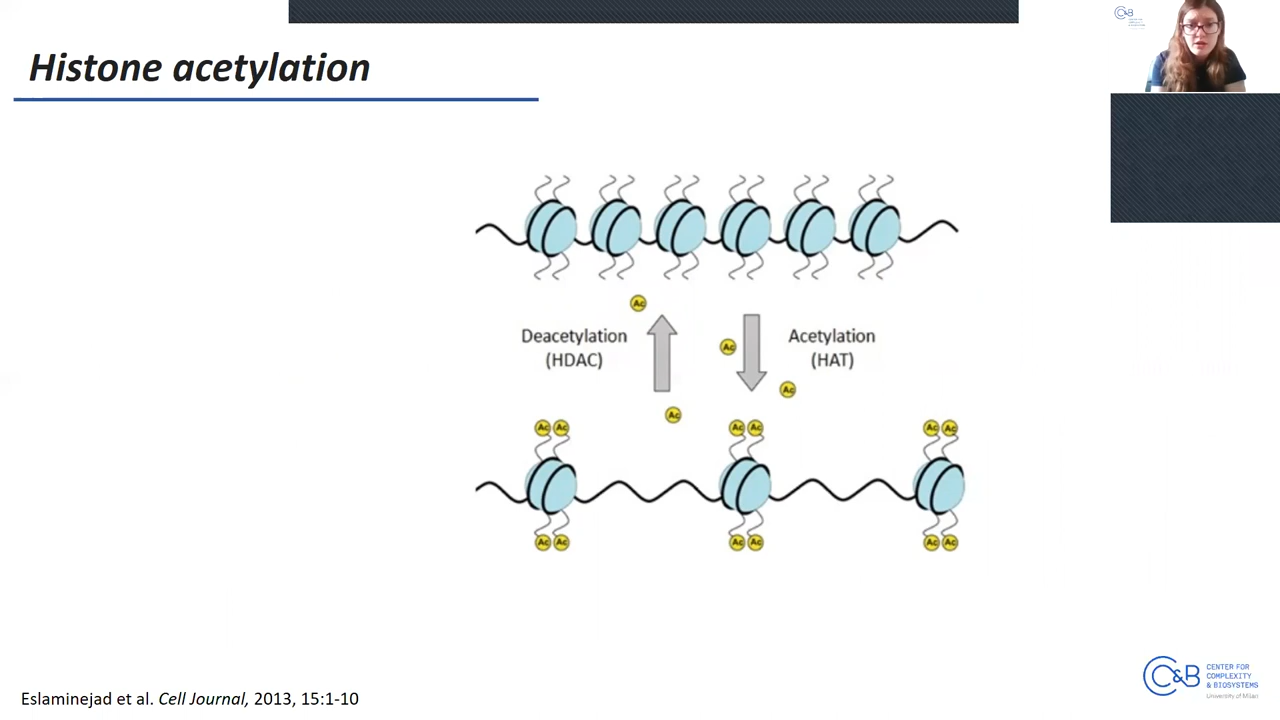 Histone acetylation
C&B
Ac
Deacetylation
(HDAC)
Ac
Acetylation
(HAT)
Ac
Ac
Ac Ac
Ac Ac
Ac Ac
Ac Ac
Ac Ac
Ac Ac
Eslaminejad et al. Cell Journal, 2013, 15:1-10
C&B
CENTER FOR
COMPLEXITY
& BIOSYSTEMS
University of Milan